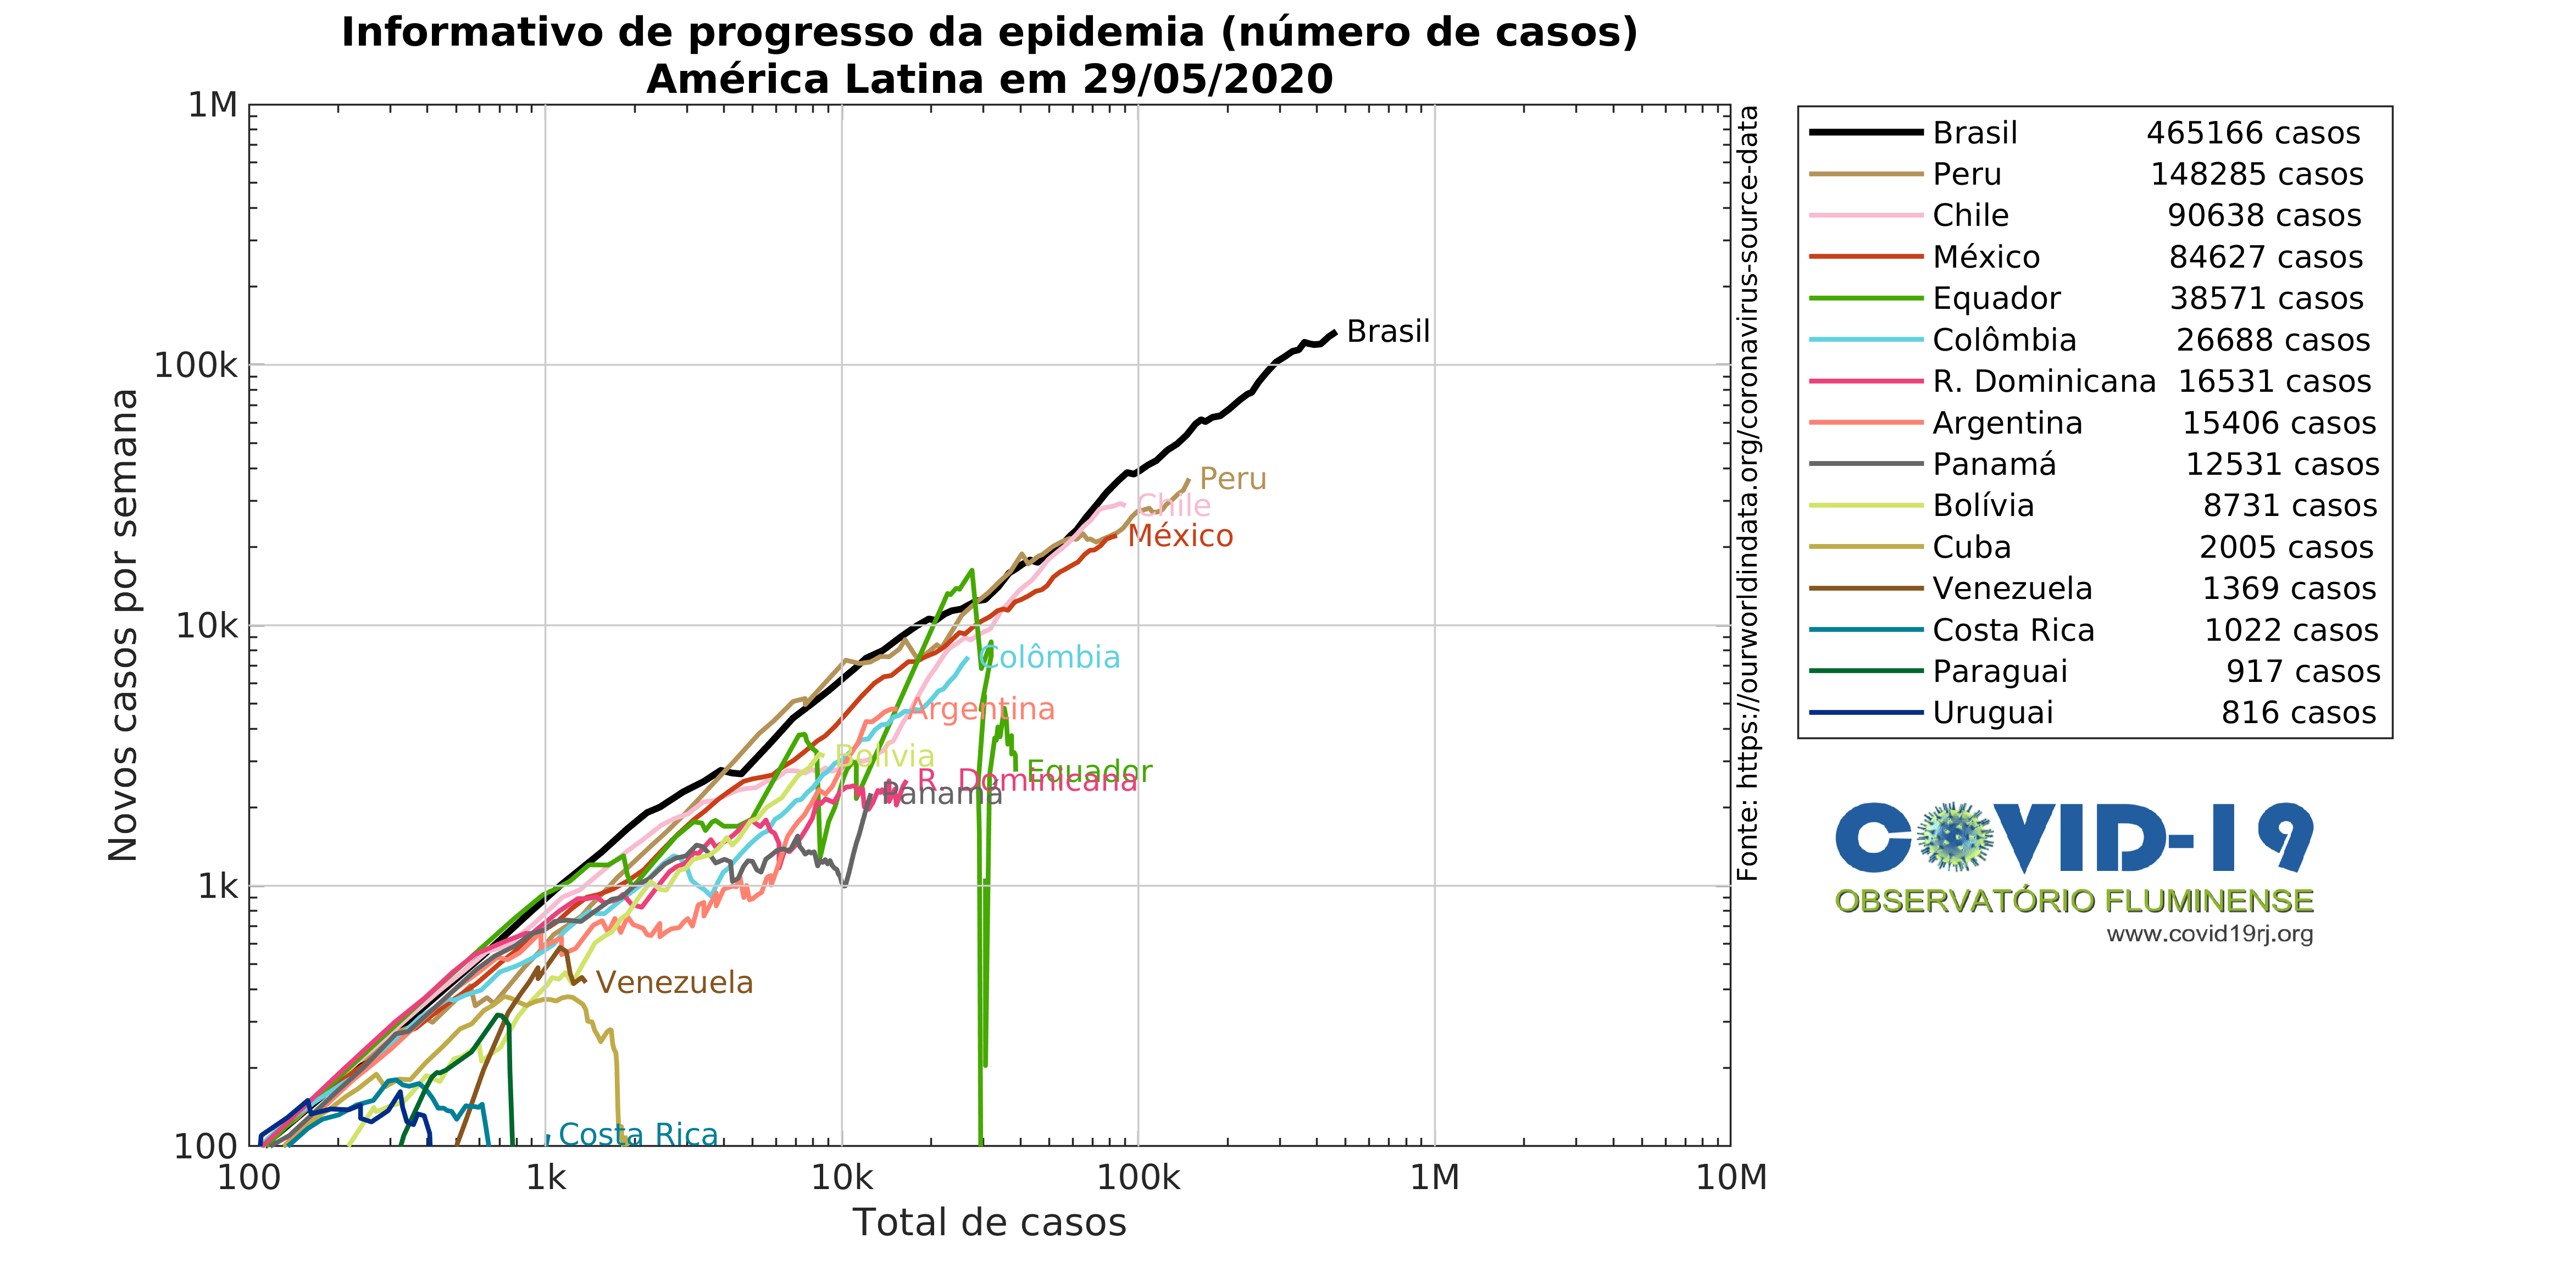 Informativo de progresso da epidemia (número de casos)
América Latina em 29/05/2020
1M
100k
10k
1k
100
Novos casos por semana
100 1k 10k 100k 1M 10M
Total de casos
Brasil
Peru
Chile
México
Colômbia
Argentina
Bolívia
Equador
R. Dominicana
Panamá
Venezuela
Costa Rica
Fonte: https://ourworldindata.org/coronavirus-source-data
Brasil 465166 casos
Peru 148285 casos
Chile 90638 casos
México 84627 casos
Equador 38571 casos
Colômbia 26688 casos
R. Dominicana 16531 casos
Argentina 15406 casos
Panamá 12531 casos
Bolívia 8731 casos
Cuba 2005 casos
Venezuela 1369 casos
Costa Rica 1022 casos
Paraguai 917 casos
Uruguai 816 casos
COVID-19
OBSERVATÓRIO FLUMINENSE
www.covid19rj.org